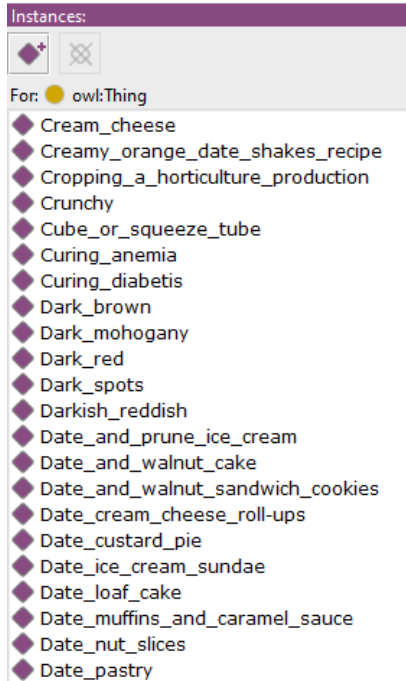 Instances:
For: owl:Thing
Cream_cheese
Creamy_orange_date_shakes_recipe
Cropping_a_horticulture_production
Crunchy
Cube_or_squeeze_tube
Curing_anemia
Curing_diabetis
Dark_brown
Dark_mohogany
Dark_red
Dark_spots
Darkish_reddish
Date_and_prune_ice_cream
Date_and_walnut_cake
Date_and_walnut_sandwich_cookies
Date_cream_cheese_roll-ups
Date_custard_pie
Date_ice_cream_sundae
Date_loaf_cake
Date_muffins_and_caramel_sauce
Date_nut_slices
Date_pastry